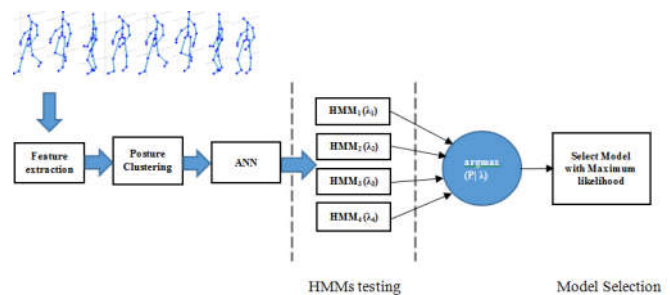 Feature
extraction
Posture
Clustering
ANN
HMM₁ (λ₁)
HMM₂ (λ₂)
HMM₃ (λ₃)
HMM₄ (λ₄)
argmax
(P| λ)
Select Model
with Maximum
likelihood
HMMs testing
Model Selection